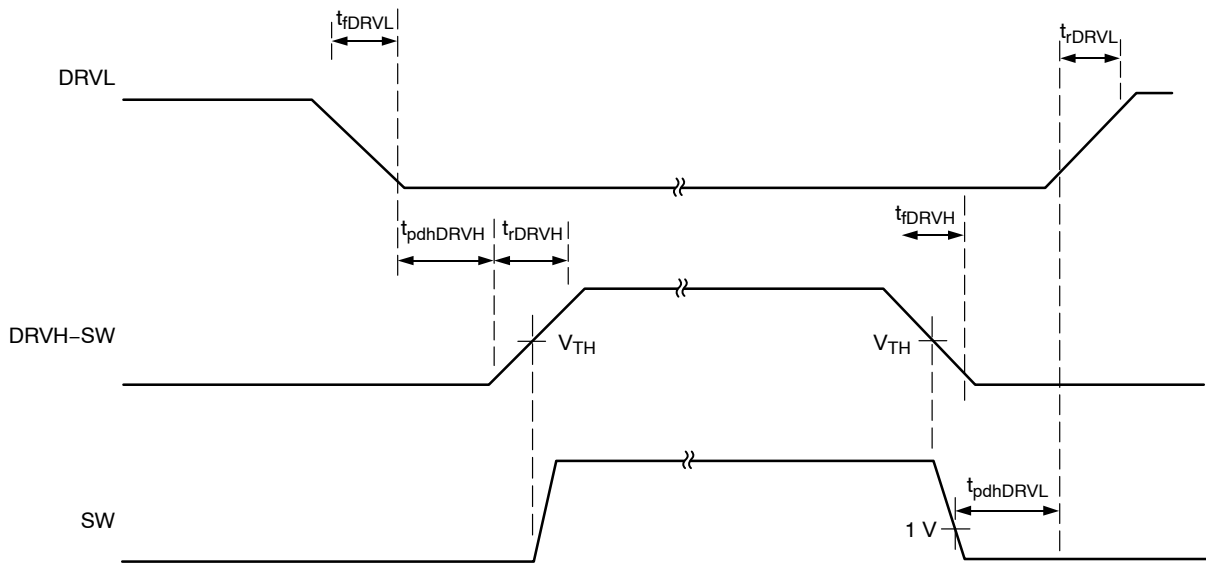 tfDRVL
trDRVL
DRVL
tpdhDRVH
trDRVH
tfDRVH
DRVH–SW
VTH
VTH
tpdhDRVL
SW
1 V